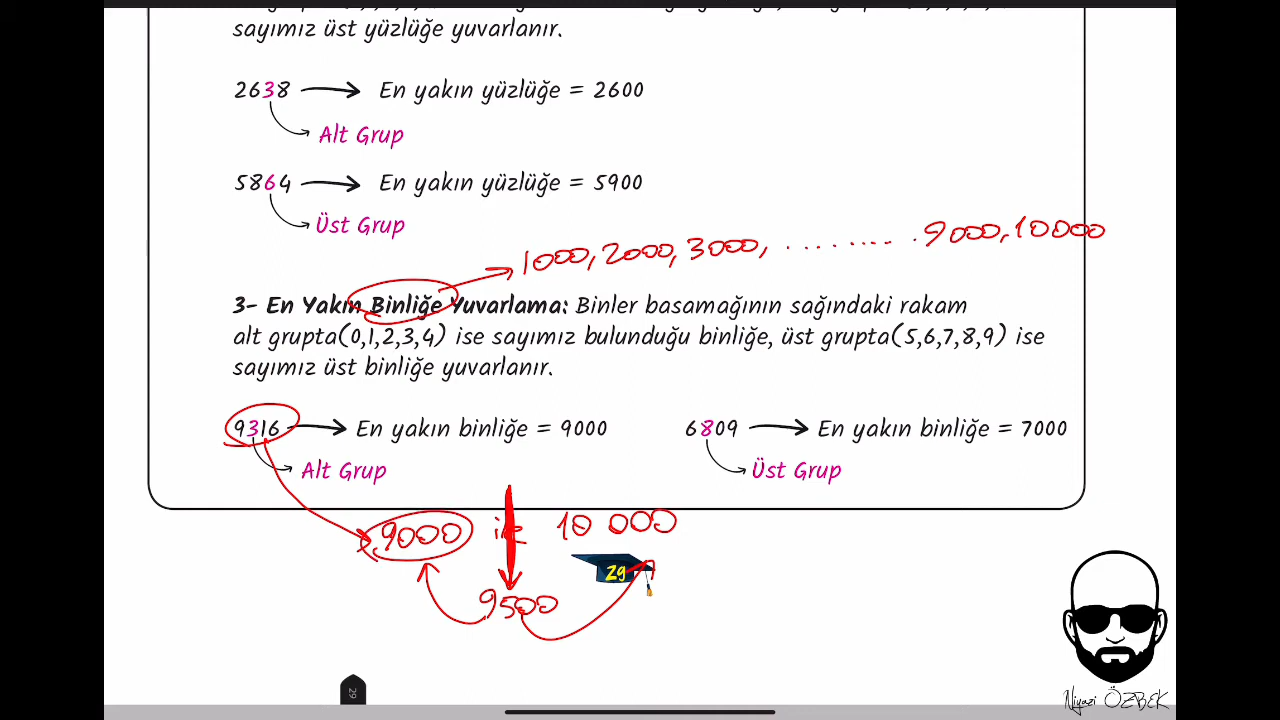 sayımız üst yüzlüğe yuvarlanır.
2638 → En yakın yüzlüğe = 2600
Alt Grup
5864 → En yakın yüzlüğe = 5900
Üst Grup
1000, 2000, 3000, ......... 9000, 10000
3- En Yakın Binliğe Yuvarlama: Binler basamağının sağındaki rakam
alt grupta(0,1,2,3,4) ise sayımız bulunduğu binliğe, üst grupta(5,6,7,8,9) ise
sayımız üst binliğe yuvarlanır.
9316 → En yakın binliğe = 9000 6809 → En yakın binliğe = 7000
Alt Grup Üst Grup
9000 ile 10 000
29
9500
29
Niyazi ÖZBEK